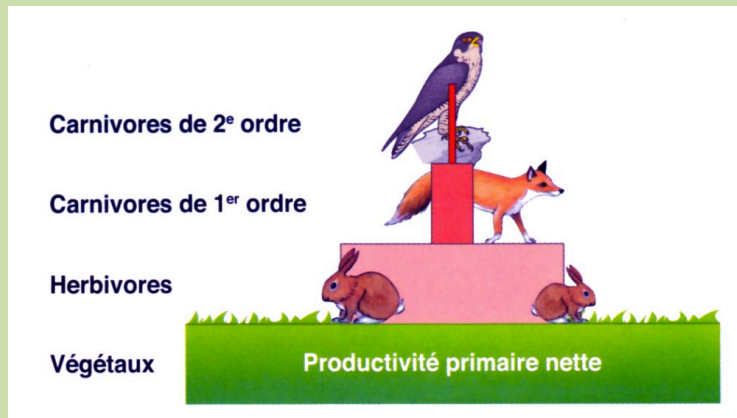 Carnivores de 2e ordre
Carnivores de 1er ordre
Herbivores
Végétaux
Productivité primaire nette